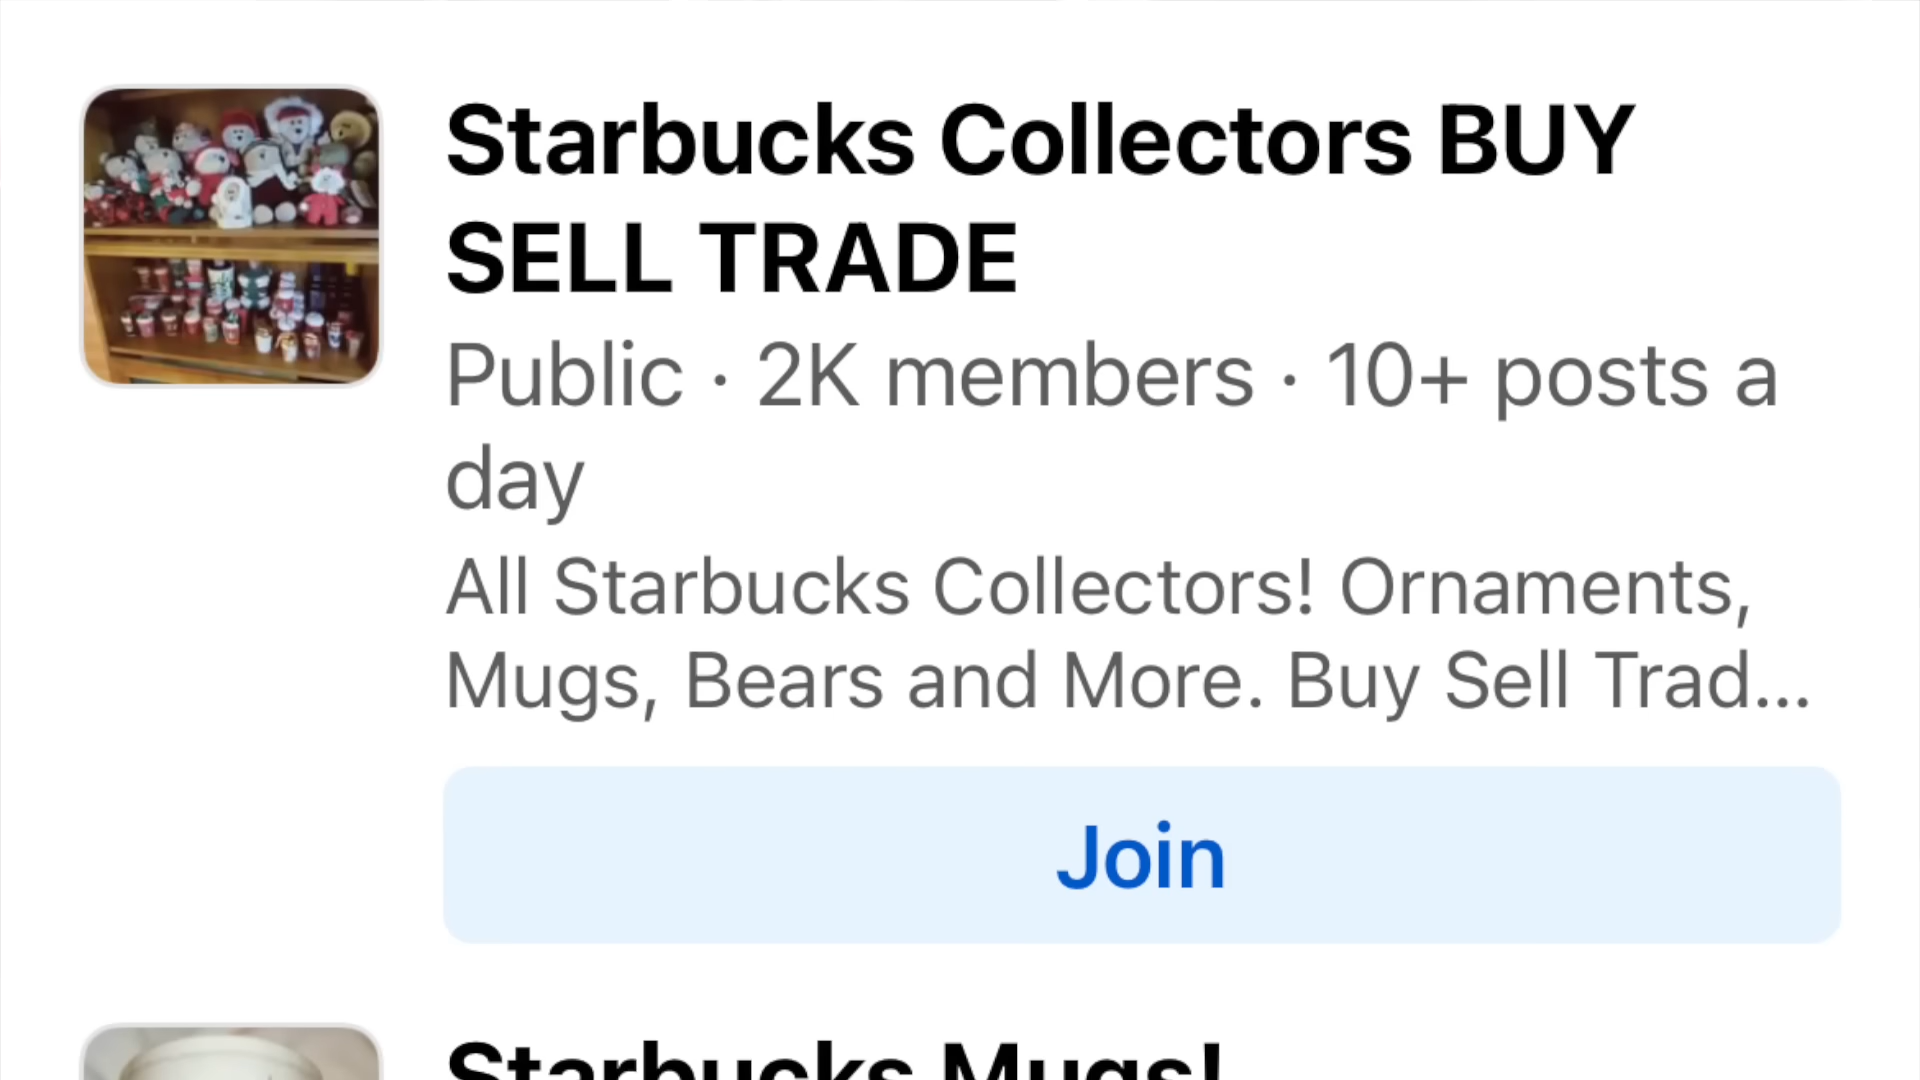 Starbucks Collectors BUY
SELL TRADE
Public · 2K members · 10+ posts a
day
All Starbucks Collectors! Ornaments,
Mugs, Bears and More. Buy Sell Trad...
Join
Starbucks Mugs!